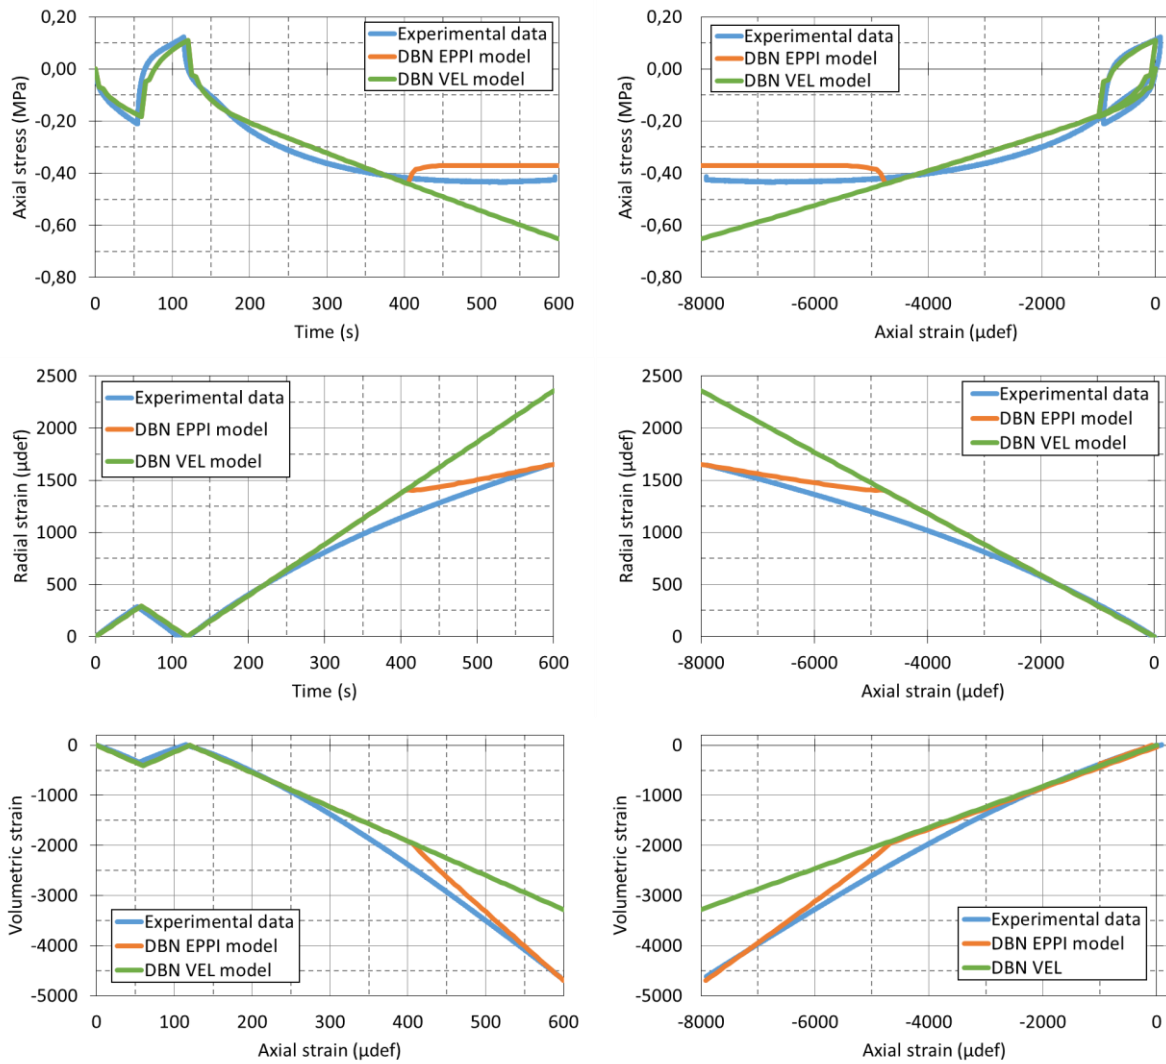 0,20
0,00
-0,20
-0,40
-0,60
-0,80
Axial stress (MPa)
Experimental data
DBN EPPI model
DBN VEL model
0 100 200 300 400 500 600
Time (s)
0,20
0,00
-0,20
-0,40
-0,60
-0,80
Axial stress (MPa)
Experimental data
DBN EPPI model
DBN VEL model
-8000 -6000 -4000 -2000 0
Axial strain (µdef)
2500
2000
1500
1000
500
0
Radial strain (µdef)
Experimental data
DBN EPPI model
DBN VEL model
0 100 200 300 400 500 600
Time (s)
2500
2000
1500
1000
500
0
Radial strain (µdef)
Experimental data
DBN EPPI model
DBN VEL model
-8000 -6000 -4000 -2000 0
Axial strain (µdef)
0
-1000
-2000
-3000
-4000
-5000
Volumetric strain
Experimental data
DBN EPPI model
DBN VEL model
0 100 200 300 400 500 600
Axial strain (µdef)
0
-1000
-2000
-3000
-4000
-5000
Volumetric strain
Experimental data
DBN EPPI model
DBN VEL
-8000 -6000 -4000 -2000 0
Axial strain (µdef)